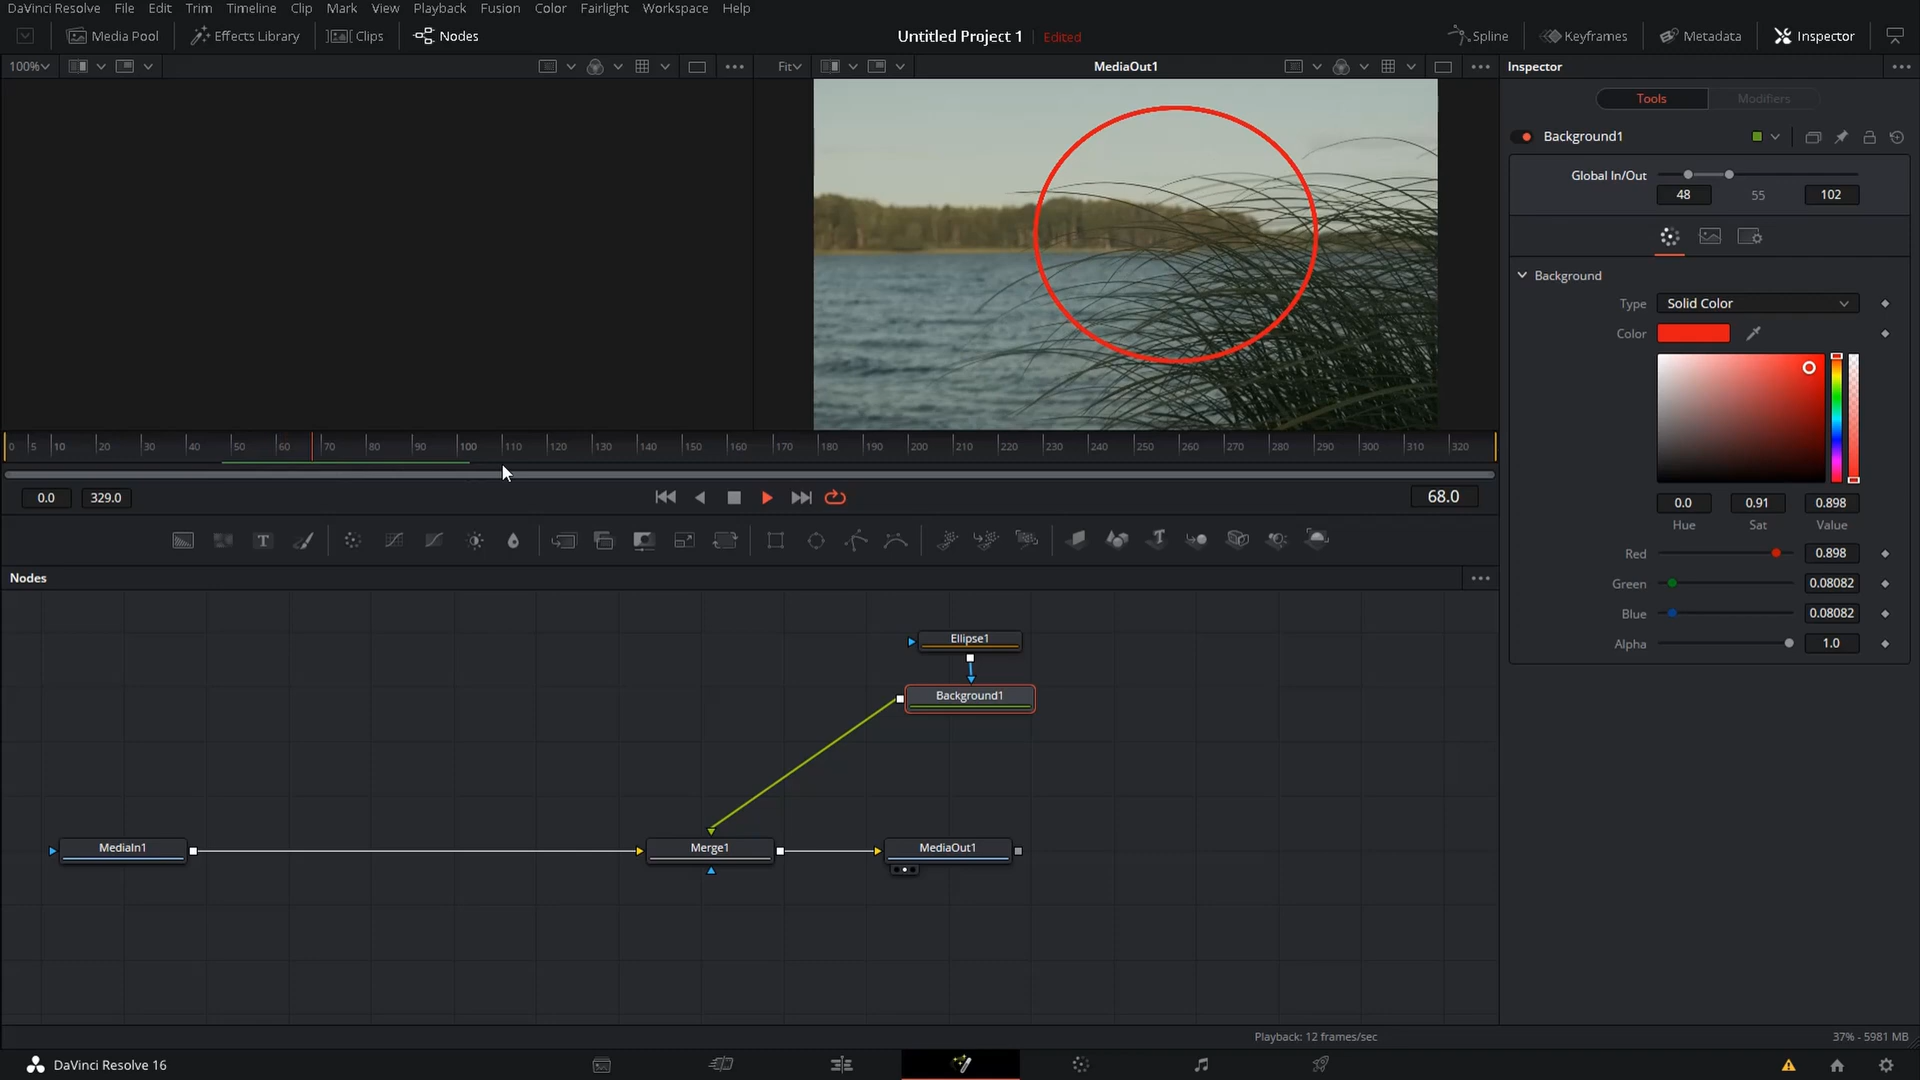 DaVinci Resolve File Edit Trim Timeline Clip Mark View Playback Fusion Color Fairlight Workspace Help
Media Pool Effects Library Clips Nodes Untitled Project 1 Edited Spline Keyframes Metadata Inspector
100% Fit MediaOut1 Inspector
Tools Modifiers
Background1
Global In/Out
48 55 102
Background
Type Solid Color
Color
0 5 10 20 30 40 50 60 70 80 90 100 110 120 130 140 150 160 170 180 190 200 210 220 230 240 250 260 270 280 290 300 310 320
0.0 329.0 68.0
0.0 0.91 0.898
Hue Sat Value
T T
Red 0.898
Green 0.08082
Blue 0.08082
Alpha 1.0
Nodes
Ellipse1
Background1
MediaIn1 Merge1 MediaOut1
Playback: 12 frames/sec 37% - 5981 MB
DaVinci Resolve 16